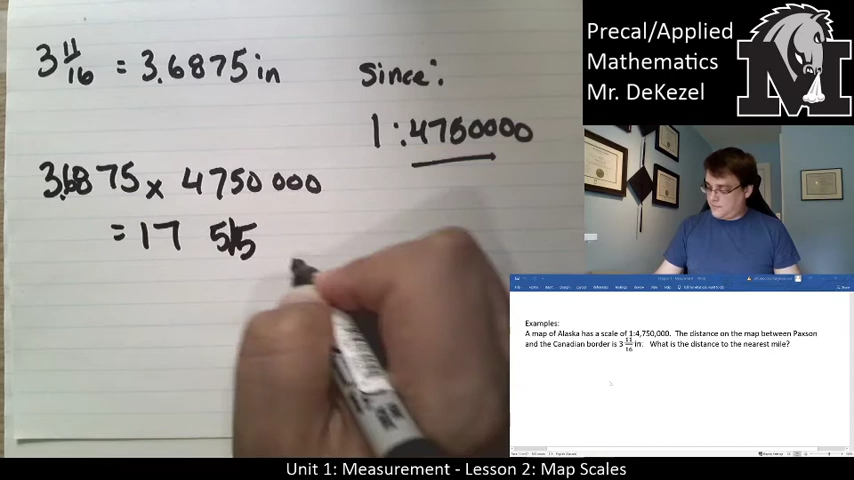 3 11/16 = 3.6875 in
since:
1 : 4750000
3.6875 x 4750 000
= 17 515
Precal/Applied
Mathematics
Mr. DeKezel
M
Examples:
A map of Alaska has a scale of 1:4,750,000. The distance on the map between Paxson
and the Canadian border is 3 11/16 in. What is the distance to the nearest mile?
Unit 1: Measurement - Lesson 2: Map Scales